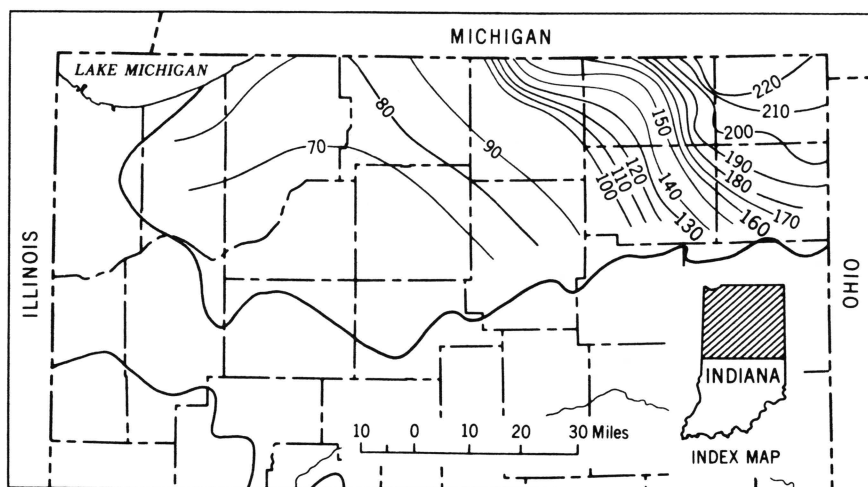 MICHIGAN
LAKE MICHIGAN
220
80
210
150
200
70
90
190
120
180
110
140
170
100
130
160
ILLINOIS
OHIO
INDIANA
10 0 10 20 30 Miles
INDEX MAP